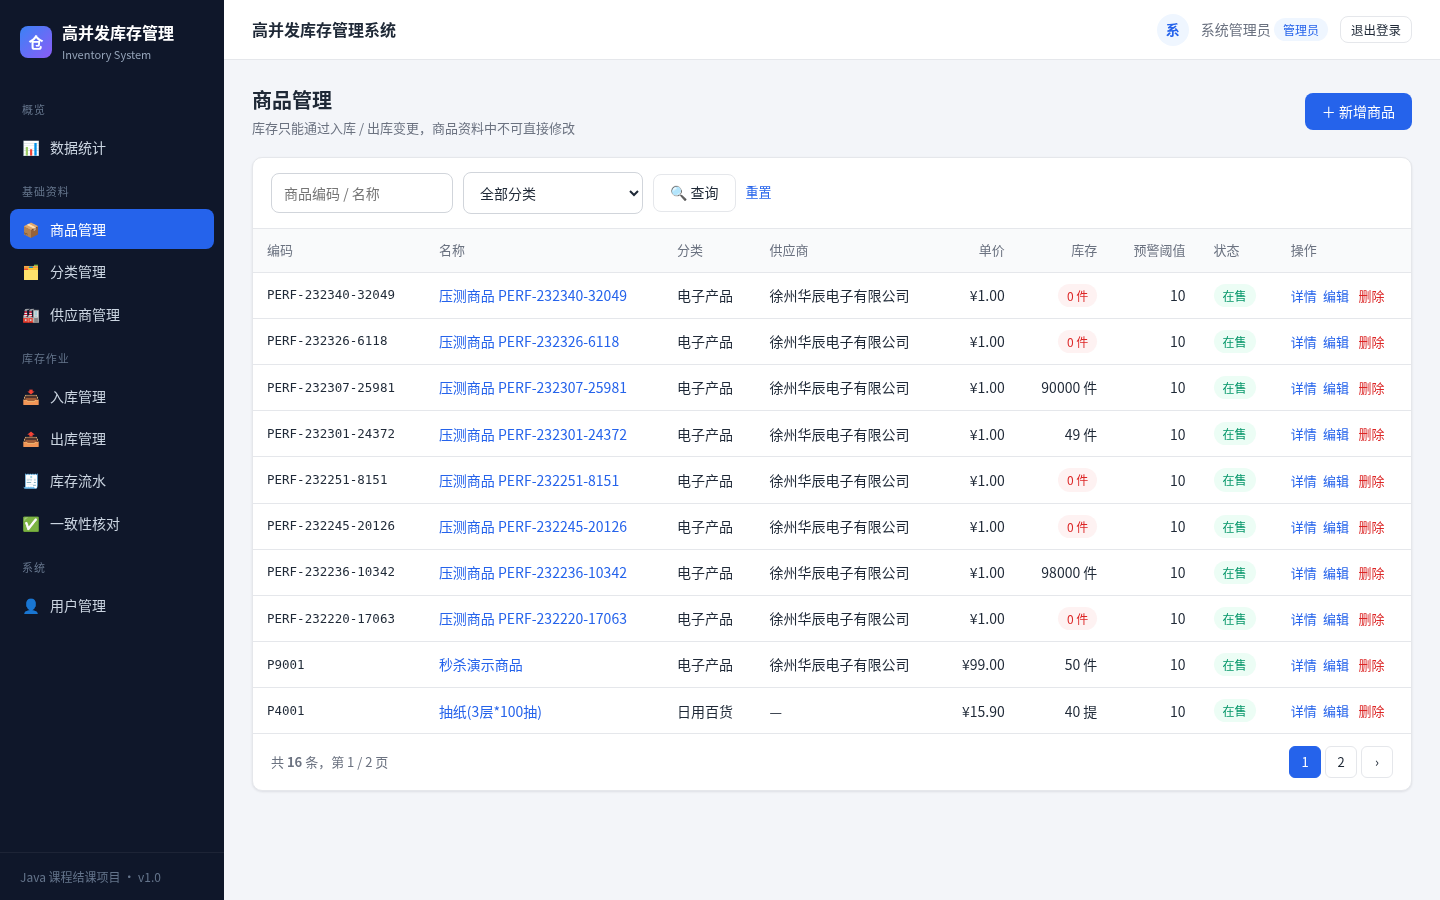 仓
高并发库存管理
Inventory System
概览
数据统计
基础资料
商品管理
分类管理
供应商管理
库存作业
入库管理
出库管理
库存流水
一致性核对
系统
用户管理
Java 课程结课项目 · v1.0
高并发库存管理系统
系 系统管理员 管理员 退出登录
商品管理
库存只能通过入库 / 出库变更，商品资料中不可直接修改
＋ 新增商品
商品编码 / 名称 全部分类 查询 重置
编码 名称 分类 供应商 单价 库存 预警阈值 状态 操作
PERF-232340-32049 压测商品 PERF-232340-32049 电子产品 徐州华辰电子有限公司 ¥1.00 0 件 10 在售 详情 编辑 删除
PERF-232326-6118 压测商品 PERF-232326-6118 电子产品 徐州华辰电子有限公司 ¥1.00 0 件 10 在售 详情 编辑 删除
PERF-232307-25981 压测商品 PERF-232307-25981 电子产品 徐州华辰电子有限公司 ¥1.00 90000 件 10 在售 详情 编辑 删除
PERF-232301-24372 压测商品 PERF-232301-24372 电子产品 徐州华辰电子有限公司 ¥1.00 49 件 10 在售 详情 编辑 删除
PERF-232251-8151 压测商品 PERF-232251-8151 电子产品 徐州华辰电子有限公司 ¥1.00 0 件 10 在售 详情 编辑 删除
PERF-232245-20126 压测商品 PERF-232245-20126 电子产品 徐州华辰电子有限公司 ¥1.00 0 件 10 在售 详情 编辑 删除
PERF-232236-10342 压测商品 PERF-232236-10342 电子产品 徐州华辰电子有限公司 ¥1.00 98000 件 10 在售 详情 编辑 删除
PERF-232220-17063 压测商品 PERF-232220-17063 电子产品 徐州华辰电子有限公司 ¥1.00 0 件 10 在售 详情 编辑 删除
P9001 秒杀演示商品 电子产品 徐州华辰电子有限公司 ¥99.00 50 件 10 在售 详情 编辑 删除
P4001 抽纸(3层*100抽) 日用百货 — ¥15.90 40 提 10 在售 详情 编辑 删除
共 16 条，第 1 / 2 页 1 2 ›